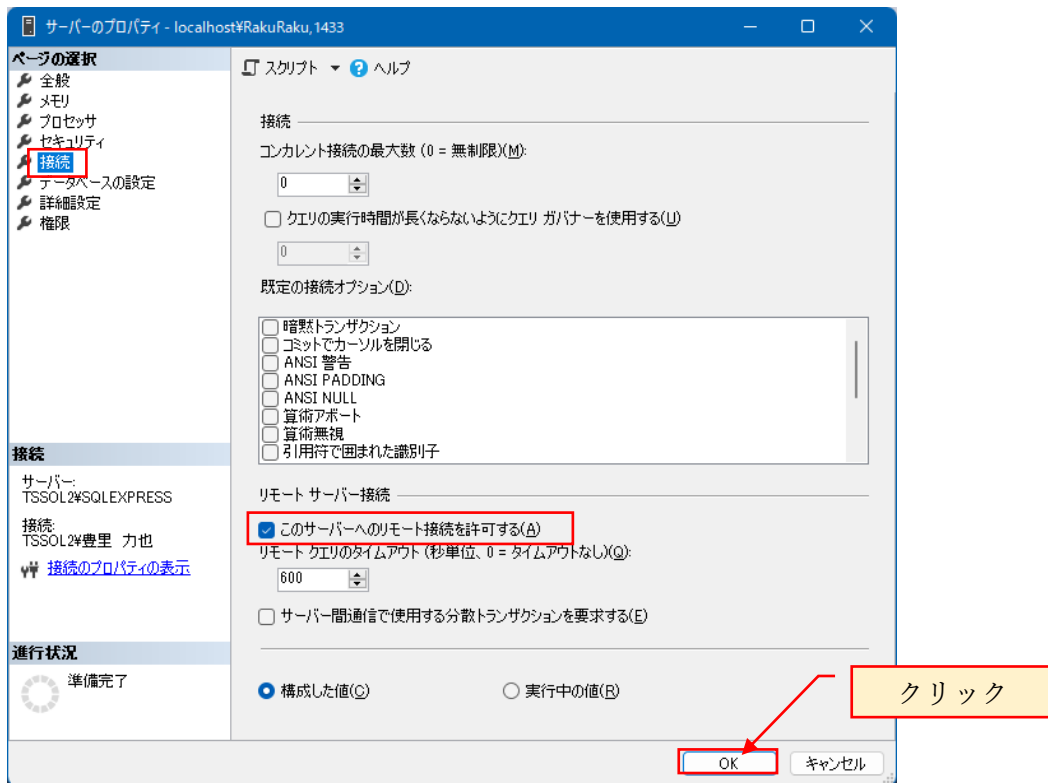 サーバーのプロパティ - localhost¥RakuRaku,1433
ページの選択
全般
メモリ
プロセッサ
セキュリティ
接続
データベースの設定
詳細設定
権限
接続
サーバー:
TSSOL2¥SQLEXPRESS
接続:
TSSOL2¥豊里 力也
接続のプロパティの表示
進行状況
準備完了
スクリプト
ヘルプ
接続
コンカレント接続の最大数 (0 = 無制限)(M):
0
クエリの実行時間が長くならないようにクエリ ガバナーを使用する(U)
0
既定の接続オプション(D):
暗黙トランザクション
コミットでカーソルを閉じる
ANSI 警告
ANSI PADDING
ANSI NULL
算術アボート
算術無視
引用符で囲まれた識別子
リモート サーバー接続
このサーバーへのリモート接続を許可する(A)
リモート クエリのタイムアウト (秒単位、0 = タイムアウトなし)(Q):
600
サーバー間通信で使用する分散トランザクションを要求する(E)
構成した値(C)
実行中の値(R)
クリック
OK
キャンセル